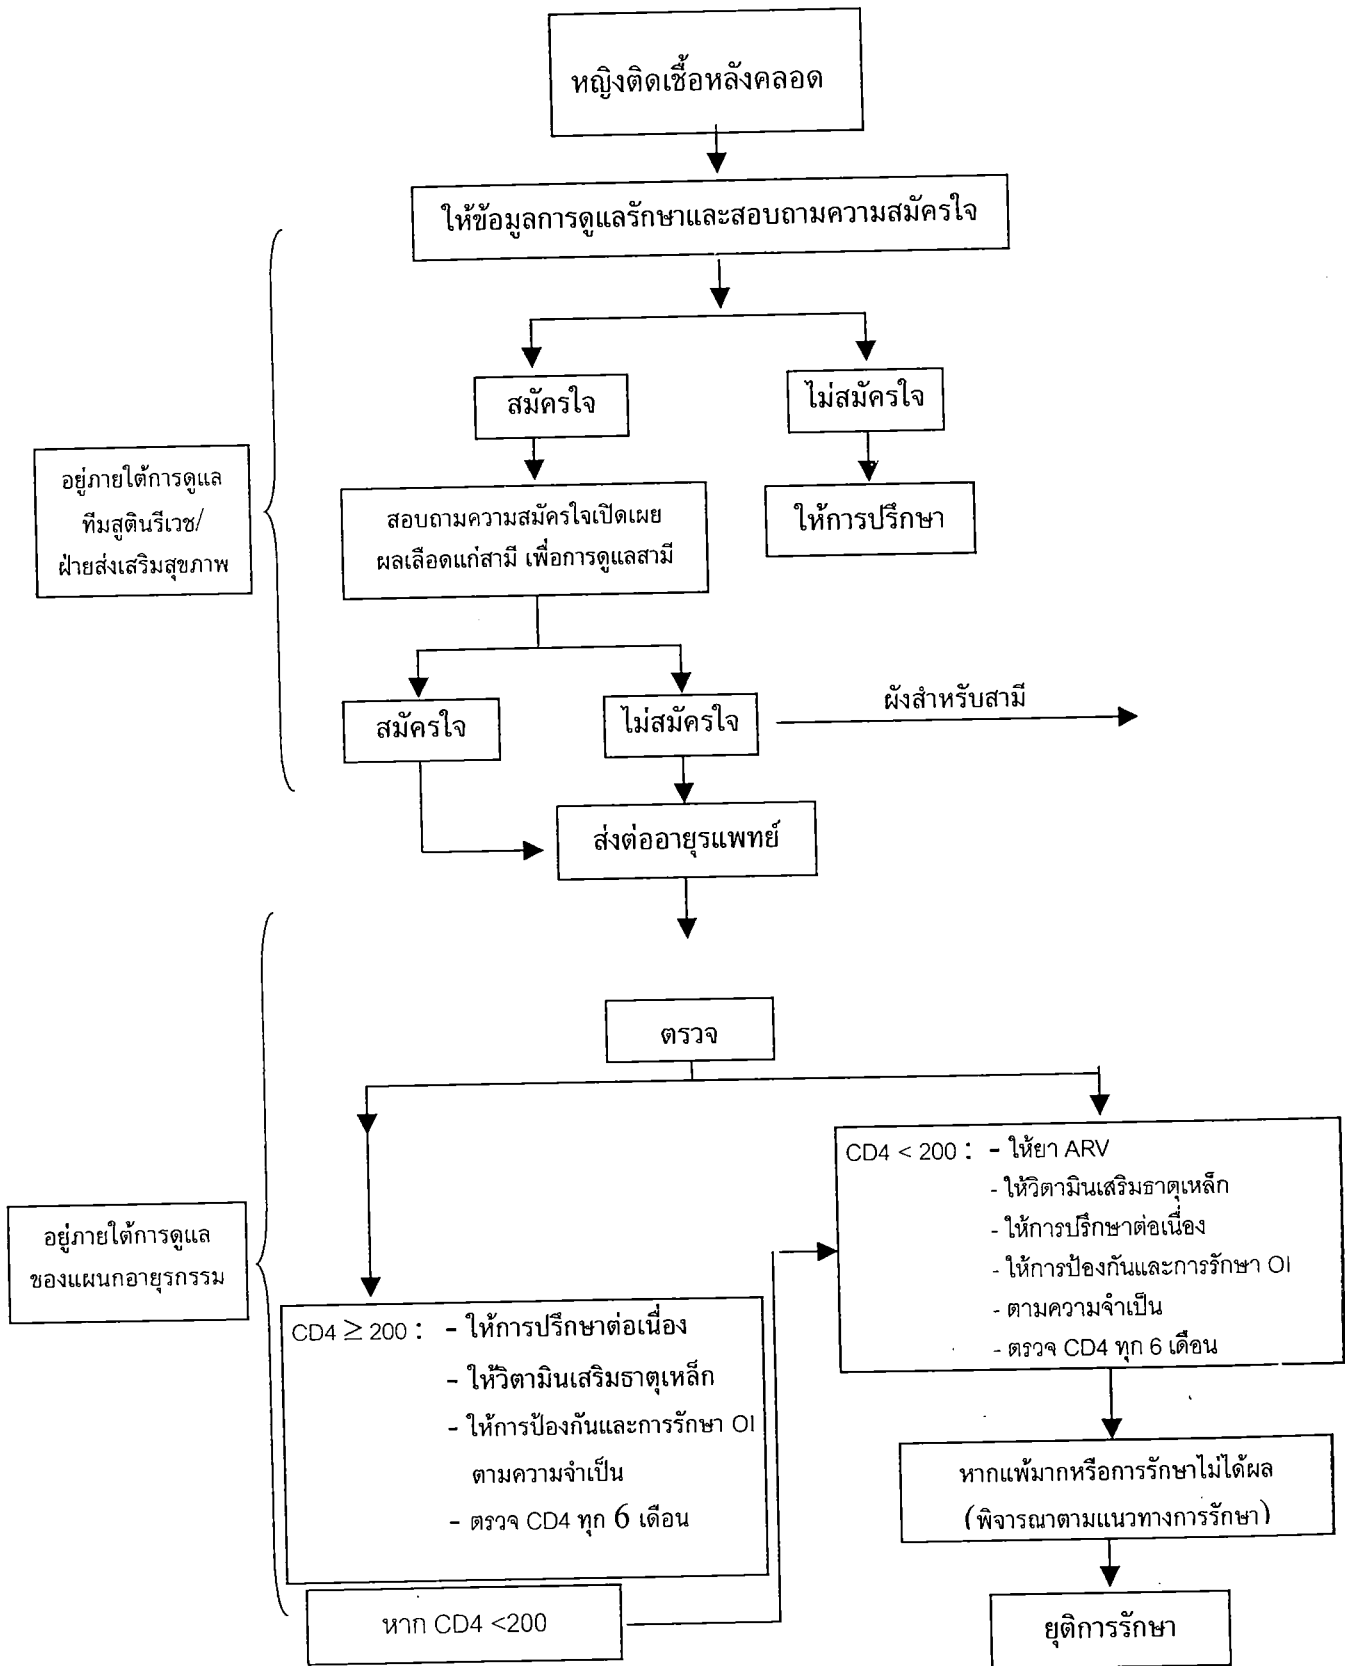 หญิงติดเชื้อหลังคลอด
ให้ข้อมูลการดูแลรักษาและสอบถามความสมัครใจ
สมัครใจ
ไม่สมัครใจ
อยู่ภายใต้การดูแล
ทีมสูตินรีเวช/
ฝ่ายส่งเสริมสุขภาพ
สอบถามความสมัครใจเปิดเผย
ผลเลือดแก่สามี เพื่อการดูแลสามี
ให้การปรึกษา
สมัครใจ
ไม่สมัครใจ
ผังสำหรับสามี
ส่งต่ออายุรแพทย์
ตรวจ
อยู่ภายใต้การดูแล
ของแผนกอายุรกรรม
CD4 < 200 : - ให้ยา ARV
- ให้วิตามินเสริมธาตุเหล็ก
- ให้การปรึกษาต่อเนื่อง
- ให้การป้องกันและการรักษา OI
- ตามความจำเป็น
- ตรวจ CD4 ทุก 6 เดือน
CD4 ≥ 200 : - ให้การปรึกษาต่อเนื่อง
- ให้วิตามินเสริมธาตุเหล็ก
- ให้การป้องกันและการรักษา OI
ตามความจำเป็น
- ตรวจ CD4 ทุก 6 เดือน
หาก CD4 <200
หากแพ้มากหรือการรักษาไม่ได้ผล
(พิจารณาตามแนวทางการรักษา)
ยุติการรักษา